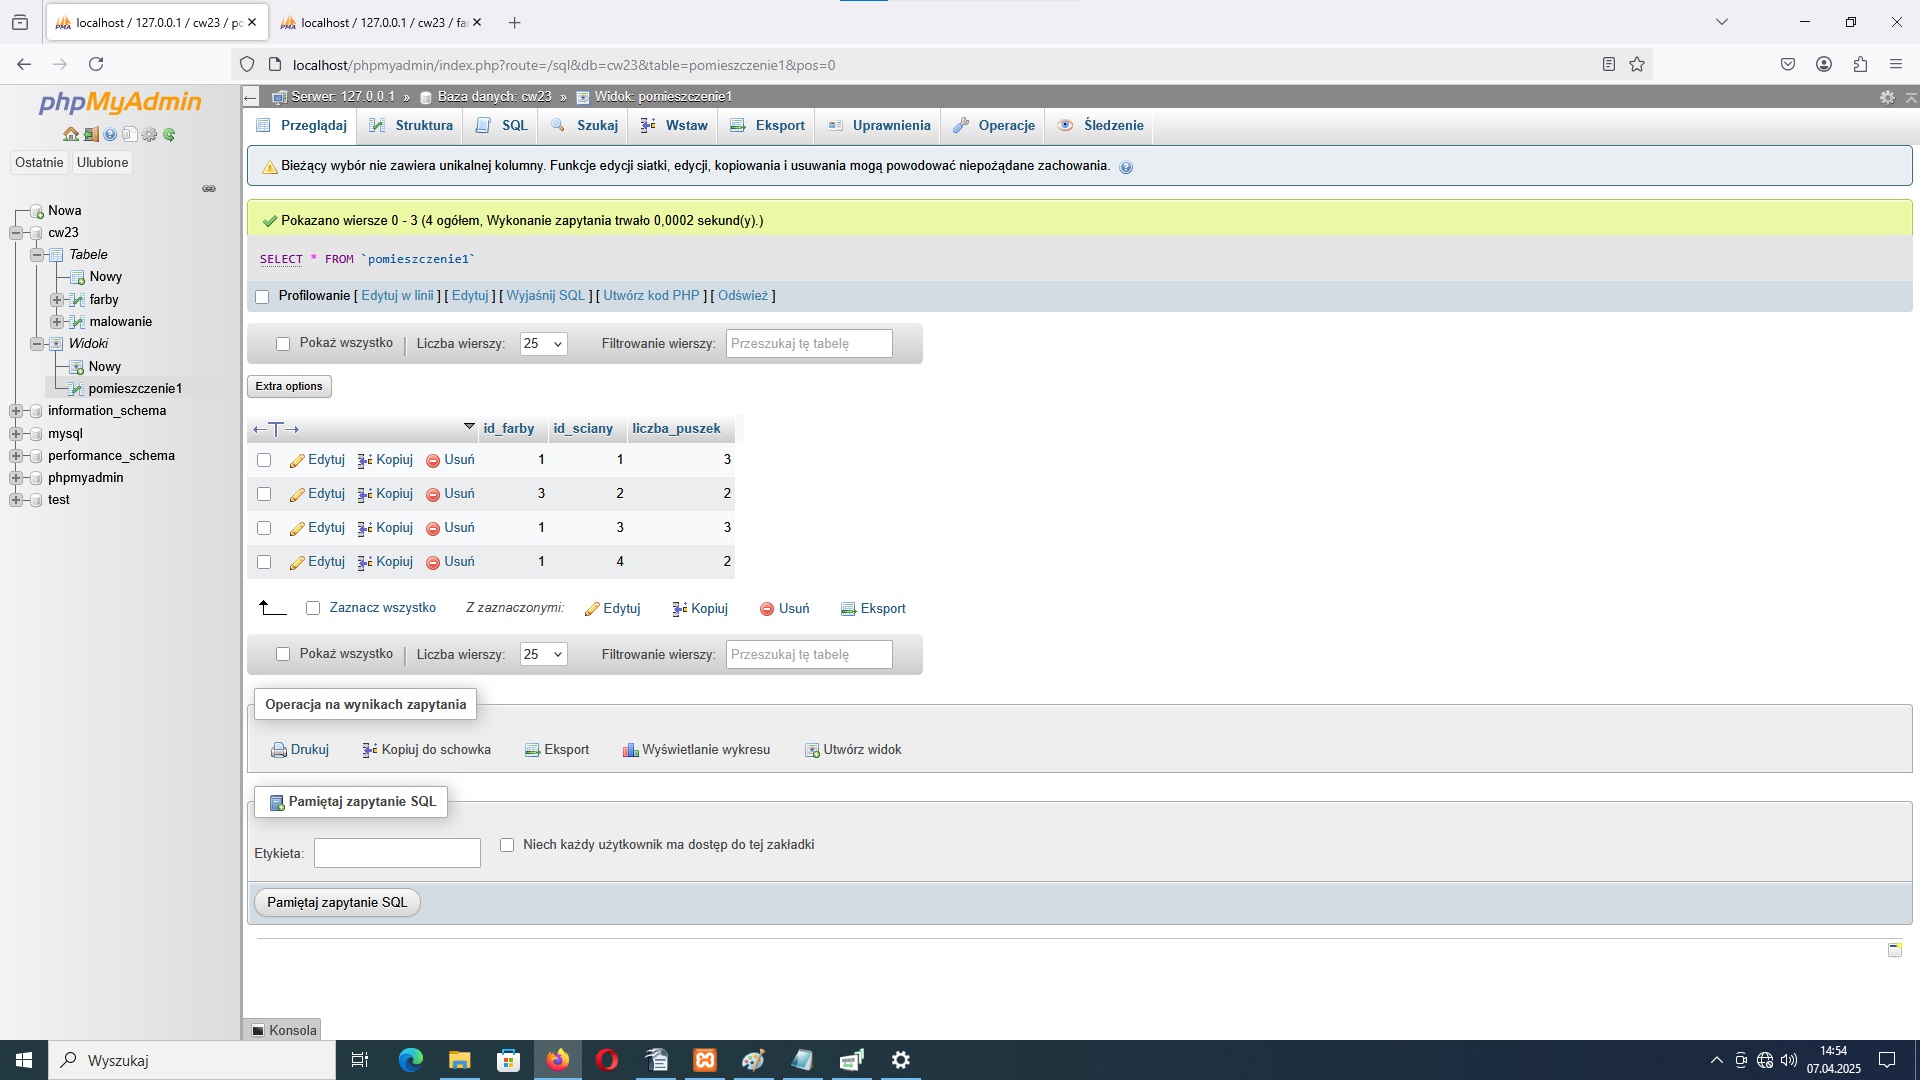 localhost / 127.0.0.1 / cw23 / po
localhost / 127.0.0.1 / cw23 / fa
localhost/phpmyadmin/index.php?route=/sql&db=cw23&table=pomieszczenie1&pos=0
phpMyAdmin
Ostatnie Ulubione
Nowa
cw23
Tabele
Nowy
farby
malowanie
Widoki
Nowy
pomieszczenie1
information_schema
mysql
performance_schema
phpmyadmin
test
Serwer: 127.0.0.1 » Baza danych: cw23 » Widok: pomieszczenie1
Przeglądaj Struktura SQL Szukaj Wstaw Eksport Uprawnienia Operacje Śledzenie
Bieżący wybór nie zawiera unikalnej kolumny. Funkcje edycji siatki, edycji, kopiowania i usuwania mogą powodować niepożądane zachowania.
Pokazano wiersze 0 - 3 (4 ogółem, Wykonanie zapytania trwało 0,0002 sekund(y).)
SELECT * FROM `pomieszczenie1`
Profilowanie [ Edytuj w linii ] [ Edytuj ] [ Wyjaśnij SQL ] [ Utwórz kod PHP ] [ Odśwież ]
Pokaż wszystko | Liczba wierszy: 25 Filtrowanie wierszy: Przeszukaj tę tabelę
Extra options
id_farby id_sciany liczba_puszek
Edytuj Kopiuj Usuń 1 1 3
Edytuj Kopiuj Usuń 3 2 2
Edytuj Kopiuj Usuń 1 3 3
Edytuj Kopiuj Usuń 1 4 2
Zaznacz wszystko Z zaznaczonymi: Edytuj Kopiuj Usuń Eksport
Pokaż wszystko | Liczba wierszy: 25 Filtrowanie wierszy: Przeszukaj tę tabelę
Operacja na wynikach zapytania
Drukuj Kopiuj do schowka Eksport Wyświetlanie wykresu Utwórz widok
Pamiętaj zapytanie SQL
Etykieta: Niech każdy użytkownik ma dostęp do tej zakładki
Pamiętaj zapytanie SQL
Konsola
Wyszukaj
14:54
07.04.2025